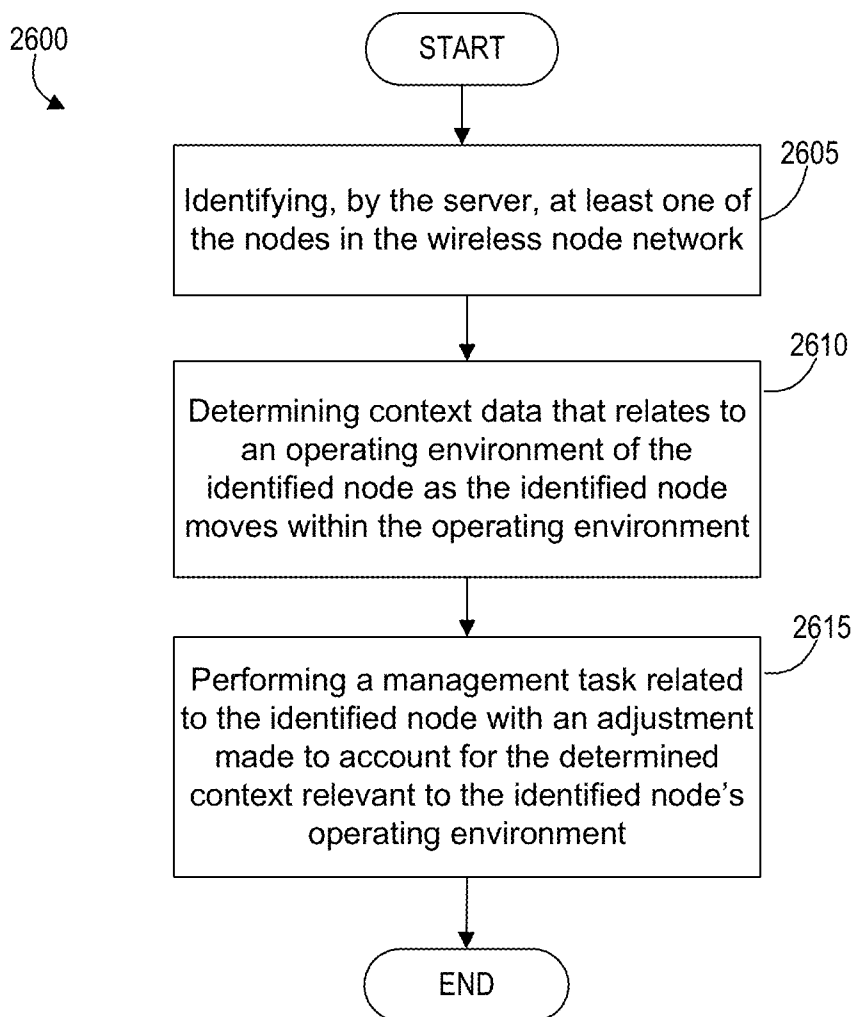 2600
START
2605
Identifying, by the server, at least one of
the nodes in the wireless node network
2610
Determining context data that relates to
an operating environment of the
identified node as the identified node
moves within the operating environment
2615
Performing a management task related
to the identified node with an adjustment
made to account for the determined
context relevant to the identified node's
operating environment
END